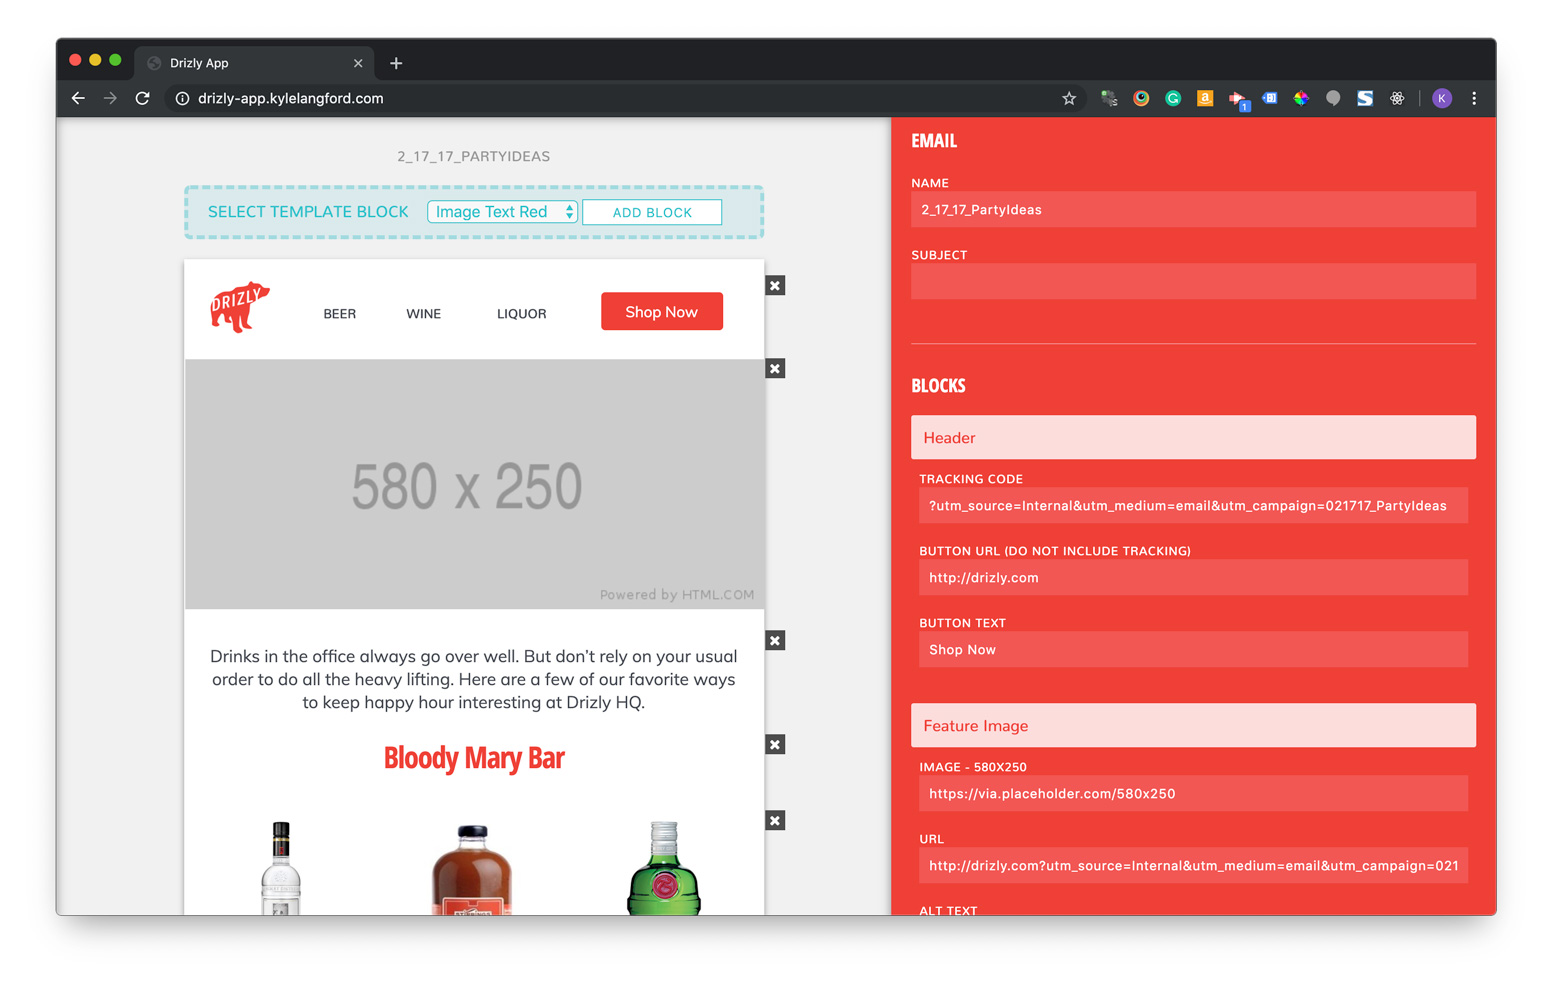 Drizly App
drizly-app.kylelangford.com
1
K
2_17_17_PARTYIDEAS
SELECT TEMPLATE BLOCK Image Text Red ADD BLOCK
DRIZLY
BEER WINE LIQUOR Shop Now
580 x 250
Powered by HTML.COM
Drinks in the office always go over well. But don't rely on your usual
order to do all the heavy lifting. Here are a few of our favorite ways
to keep happy hour interesting at Drizly HQ.
Bloody Mary Bar
EMAIL
NAME
2_17_17_PartyIdeas
SUBJECT
BLOCKS
Header
TRACKING CODE
?utm_source=Internal&utm_medium=email&utm_campaign=021717_PartyIdeas
BUTTON URL (DO NOT INCLUDE TRACKING)
http://drizly.com
BUTTON TEXT
Shop Now
Feature Image
IMAGE - 580X250
https://via.placeholder.com/580x250
URL
http://drizly.com?utm_source=Internal&utm_medium=email&utm_campaign=021
ALT TEXT